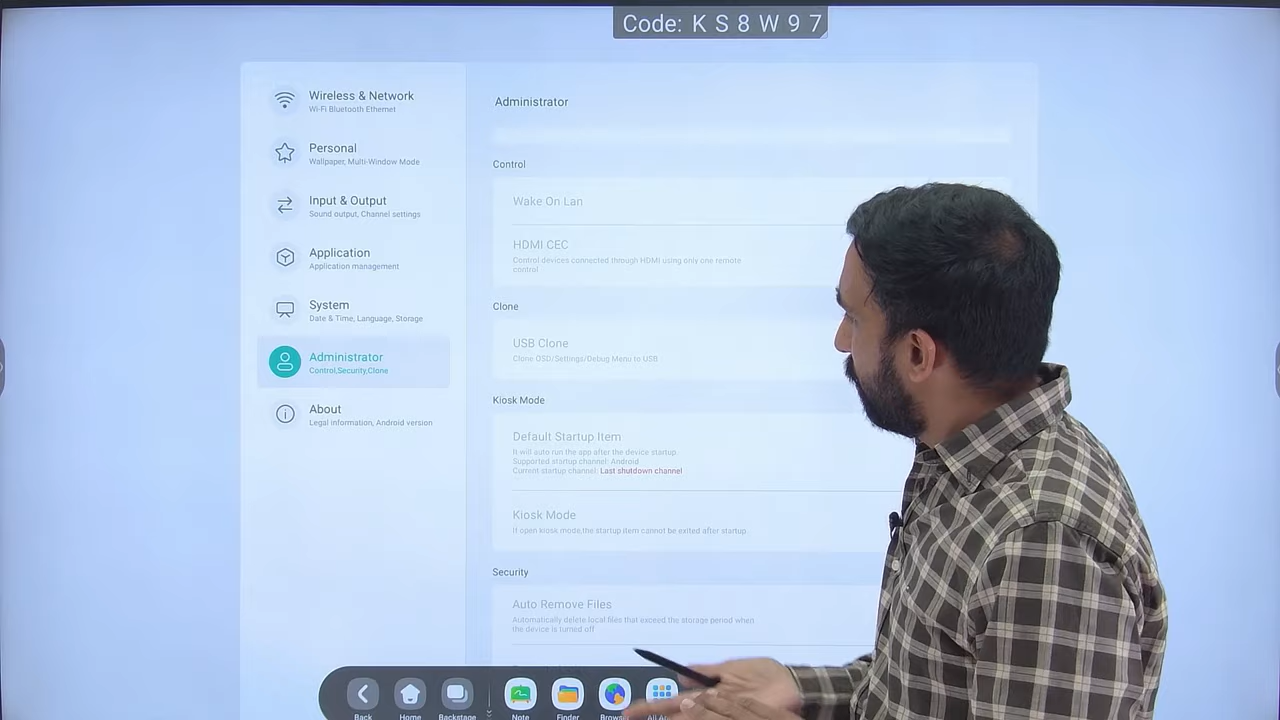 Code: K S 8 W 9 7
Wireless & Network
Wi-Fi Bluetooth Ethernet
Personal
Wallpaper, Multi-Window Mode
Input & Output
Sound output, Channel settings
Application
Application management
System
Date & Time, Language, Storage
Administrator
Control,Security,Clone
About
Legal information, Android version
Administrator
Control
Wake On Lan
HDMI CEC
Control devices connected through HDMI using only one remote
control
Clone
USB Clone
Clone OSD/Settings/Debug Menu to USB
Kiosk Mode
Default Startup Item
It will auto run the app after the device startup.
Supported startup channel: Android
Current startup channel: Last shutdown channel
Kiosk Mode
If open kiosk mode,the startup item cannot be exited after startup
Security
Auto Remove Files
Automatically delete local files that exceed the storage period when
the device is turned off
Back Home Backstage Note Finder